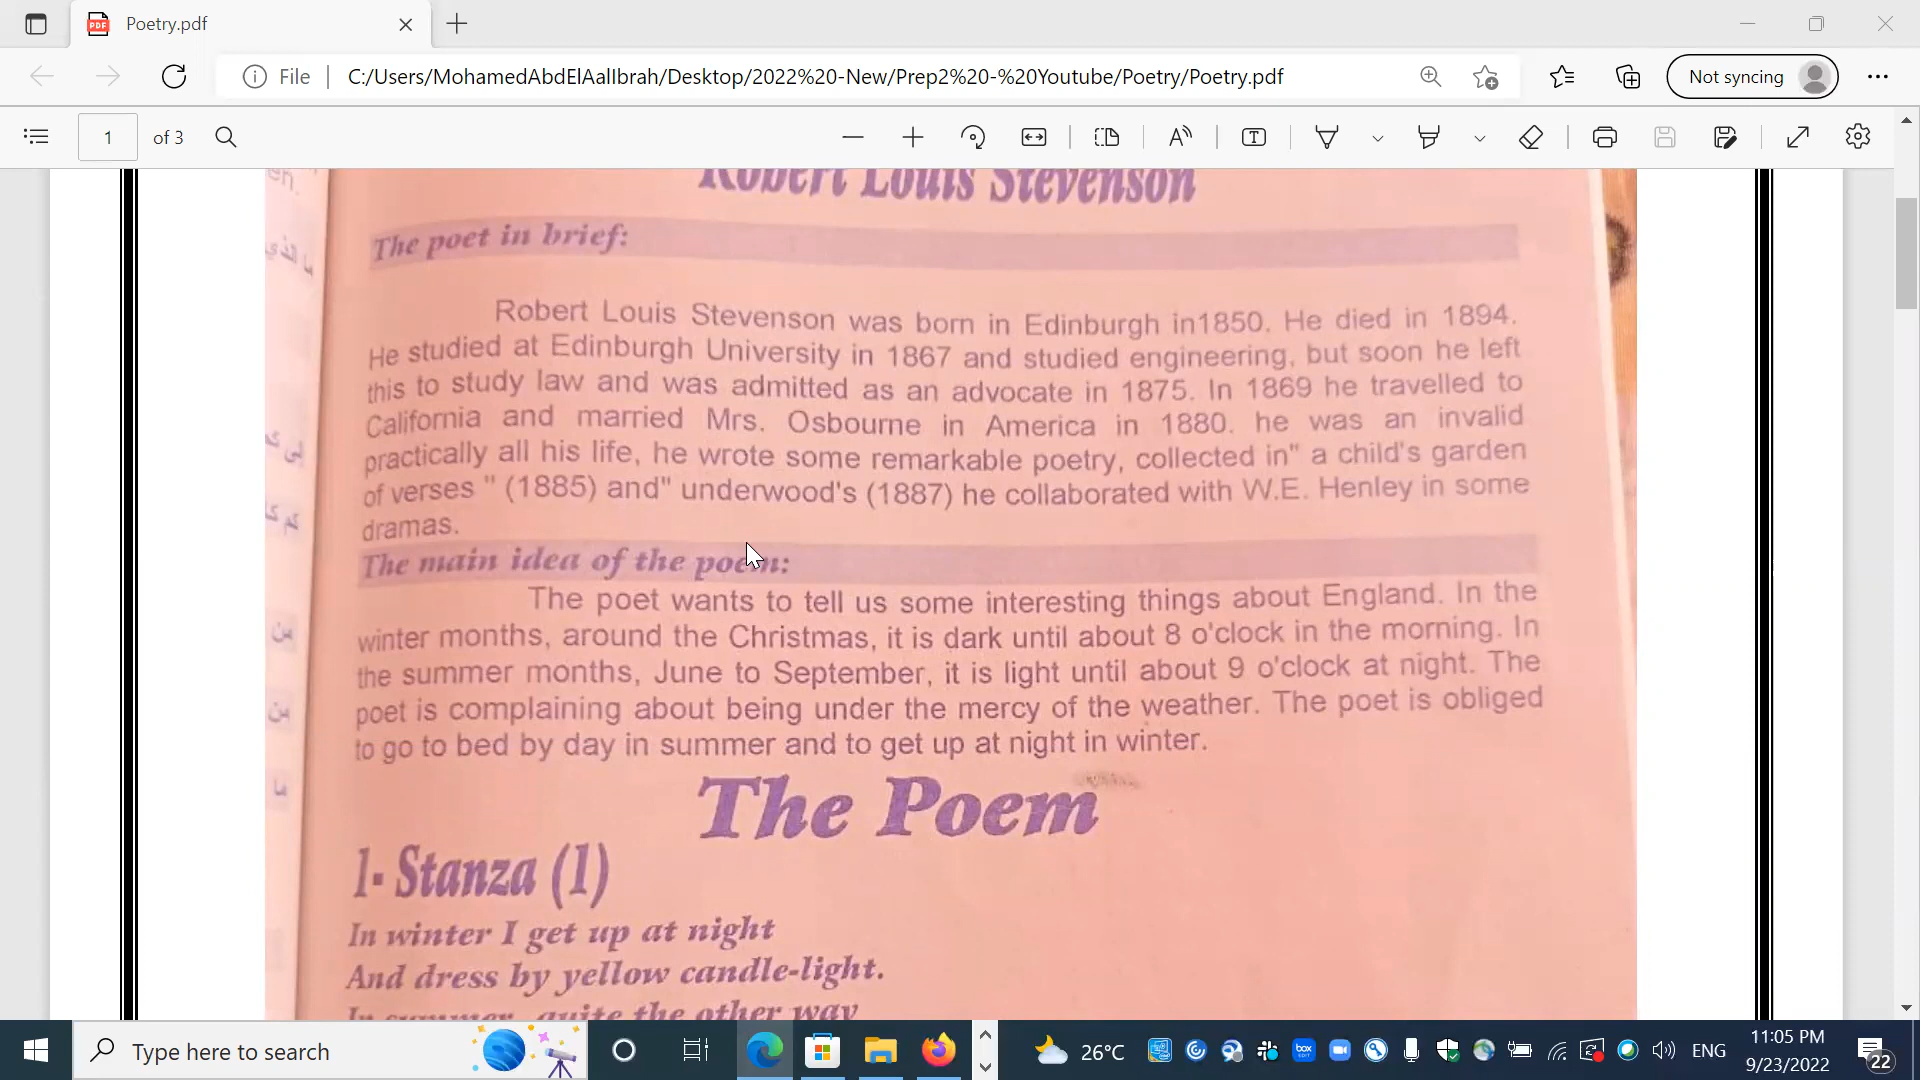 Poetry.pdf
File
C:/Users/MohamedAbdElAallbrah/Desktop/2022%20-New/Prep2%20-%20Youtube/Poetry/Poetry.pdf
Not syncing
1 of 3
Robert Louis Stevenson
The poet in brief:
Robert Louis Stevenson was born in Edinburgh in1850. He died in 1894.
He studied at Edinburgh University in 1867 and studied engineering, but soon he left
this to study law and was admitted as an advocate in 1875. In 1869 he travelled to
California and married Mrs. Osbourne in America in 1880. he was an invalid
practically all his life, he wrote some remarkable poetry, collected in" a child's garden
of verses " (1885) and" underwood's (1887) he collaborated with W.E. Henley in some
dramas.
The main idea of the poem:
The poet wants to tell us some interesting things about England. In the
winter months, around the Christmas, it is dark until about 8 o'clock in the morning. In
the summer months, June to September, it is light until about 9 o'clock at night. The
poet is complaining about being under the mercy of the weather. The poet is obliged
to go to bed by day in summer and to get up at night in winter.
The Poem
1- Stanza (1)
In winter I get up at night
And dress by yellow candle-light.
In summer, quite the other way
Type here to search
26°C
ENG
11:05 PM
9/23/2022
22